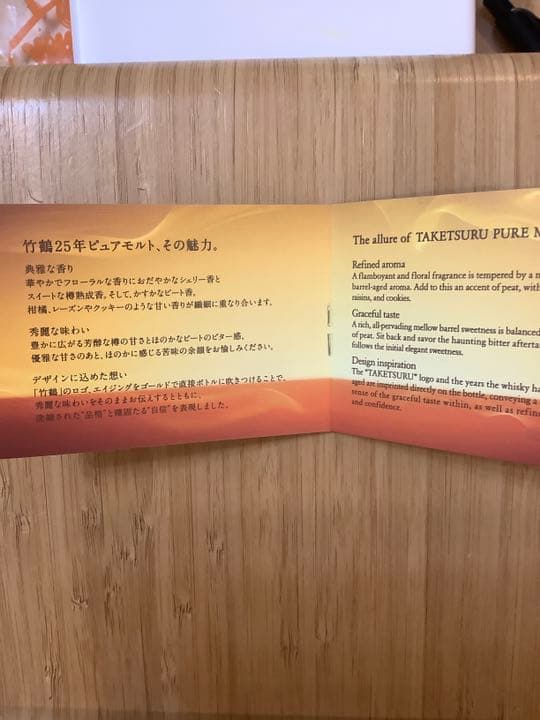 竹鶴25年ピュアモルト、その魅力。
典雅な香り
華やかでフローラルな香りにおだやかなシェリー香と
スイートな樽熟成香。そして、かすかなピート香。
柑橘、レーズンやクッキーのような甘い香りが繊細に重なり合います。
秀麗な味わい
豊かに広がる芳醇な樽の甘さとほのかなピートのビター感。
優雅な甘さのあと、ほのかに感じる苦味の余韻をお愉しみください。
デザインに込めた想い
「竹鶴」のロゴ、エイジングをゴールドで直接ボトルに吹きつけることで、
秀麗な味わいをそのままお伝えするとともに、
洗練された“品格”と確固たる“自信”を表現しました。
The allure of TAKETSURU PURE M
Refined aroma
A flamboyant and floral fragrance is tempered by a
barrel-aged aroma. Add to this an accent of peat, with
raisins, and cookies.
Graceful taste
A rich, all-pervading mellow barrel sweetness is balanced
of peat. Sit back and savor the haunting bitter afterta
follows the initial elegant sweetness.
Design inspiration
The "TAKETSURU" logo and the years the whisky ha
aged are imprinted directly on the bottle, conveying a
sense of the graceful taste within, as well as refine
and confidence.